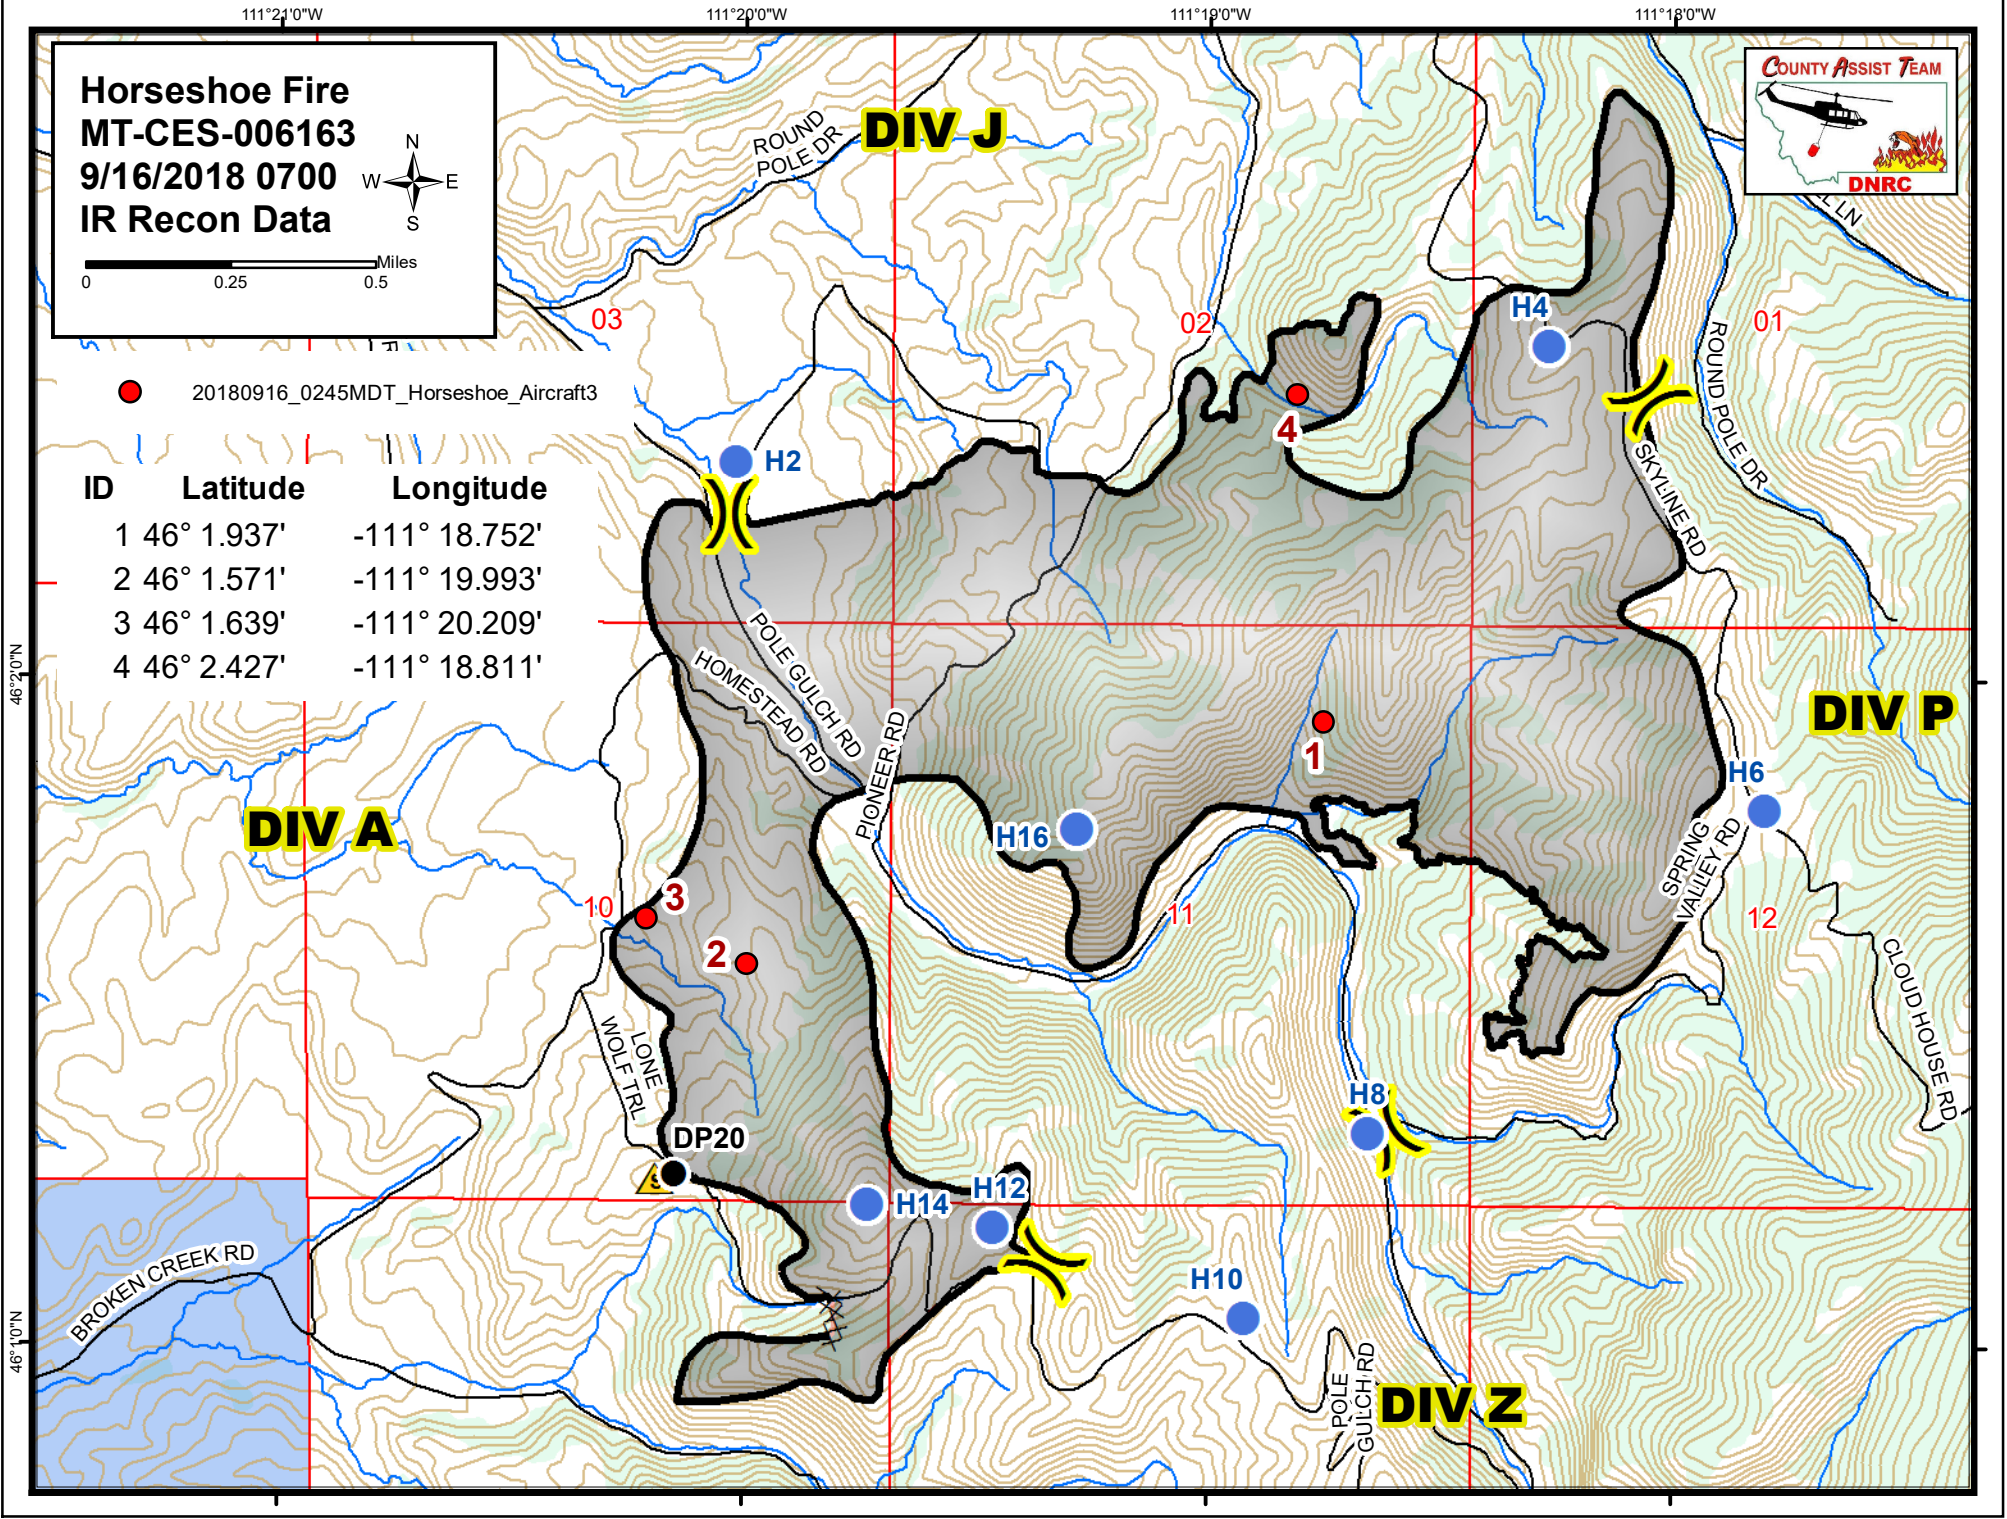 111°21'0"W
111°20'0"W
111°19'0"W
111°18'0"W
Horseshoe Fire
MT-CES-006163
9/16/2018 0700
IR Recon Data
N
W
E
S
Miles
0
0.25
0.5
COUNTY ASSIST TEAM
DNRC
ROUND
POLE DR
DIV J
L LN
03
02
01
H4
20180916_0245MDT_Horseshoe_Aircraft3
4
H2
ROUND POLE DR
SKYLINE RD
ID Latitude Longitude
1 46° 1.937' -111° 18.752'
2 46° 1.571' -111° 19.993'
3 46° 1.639' -111° 20.209'
4 46° 2.427' -111° 18.811'
46°2'0"N
POLE GULCH RD
HOMESTEAD RD
PIONEER RD
DIV P
1
H6
DIV A
H16
SPRING
VALLEY RD
3
10
11
12
2
CLOUD HOUSE RD
LONE
WOLF TRL
H8
DP20
S
H14
H12
BROKEN CREEK RD
H10
46°1'0"N
POLE
GULCH RD
DIV Z